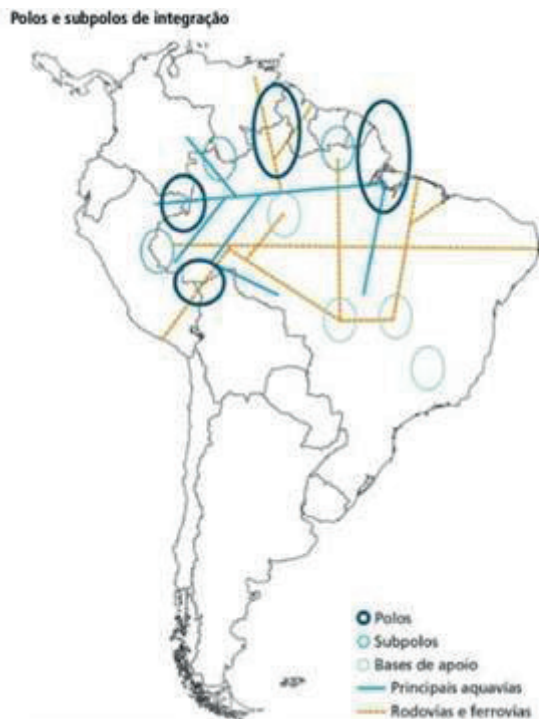 Polos e subpolos de integração
Polos
Subpolos
Bases de apoio
Principais aquavias
Rodovias e ferrovias